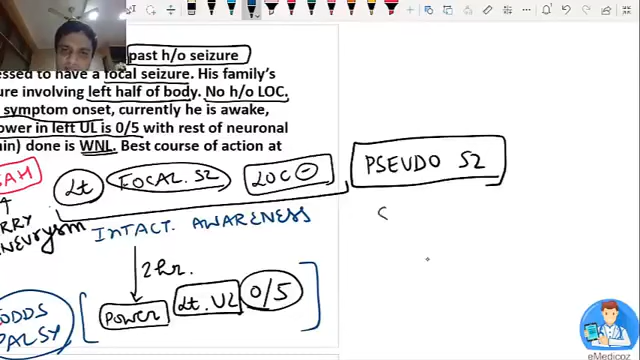 past h/o seizure
essed to have a focal seizure. His family's
ure involving left half of body. No h/o LOC,
symptom onset, currently he is awake,
ower in left UL is 0/5 with rest of neuronal
in) done is WNL. Best course of action at
SAH
Lt FOCAL. SZ LOC ⊖ PSEUDO SZ
RRY
NEURYSM
INTACT. AWARENESS
2hr.
POWER Lt. UL 0/5
TODDS
PALSY
eMedicoz